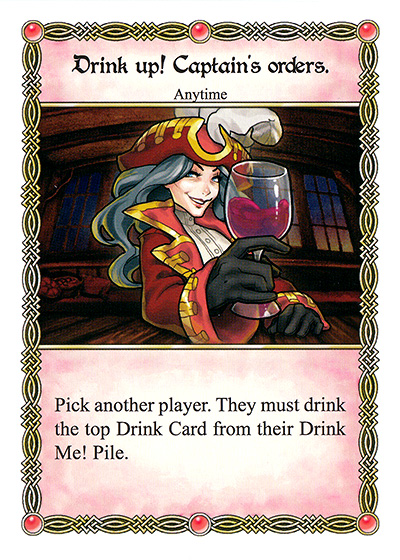 Drink up! Captain's orders.
Anytime
Pick another player. They must drink
the top Drink Card from their Drink
Me! Pile.